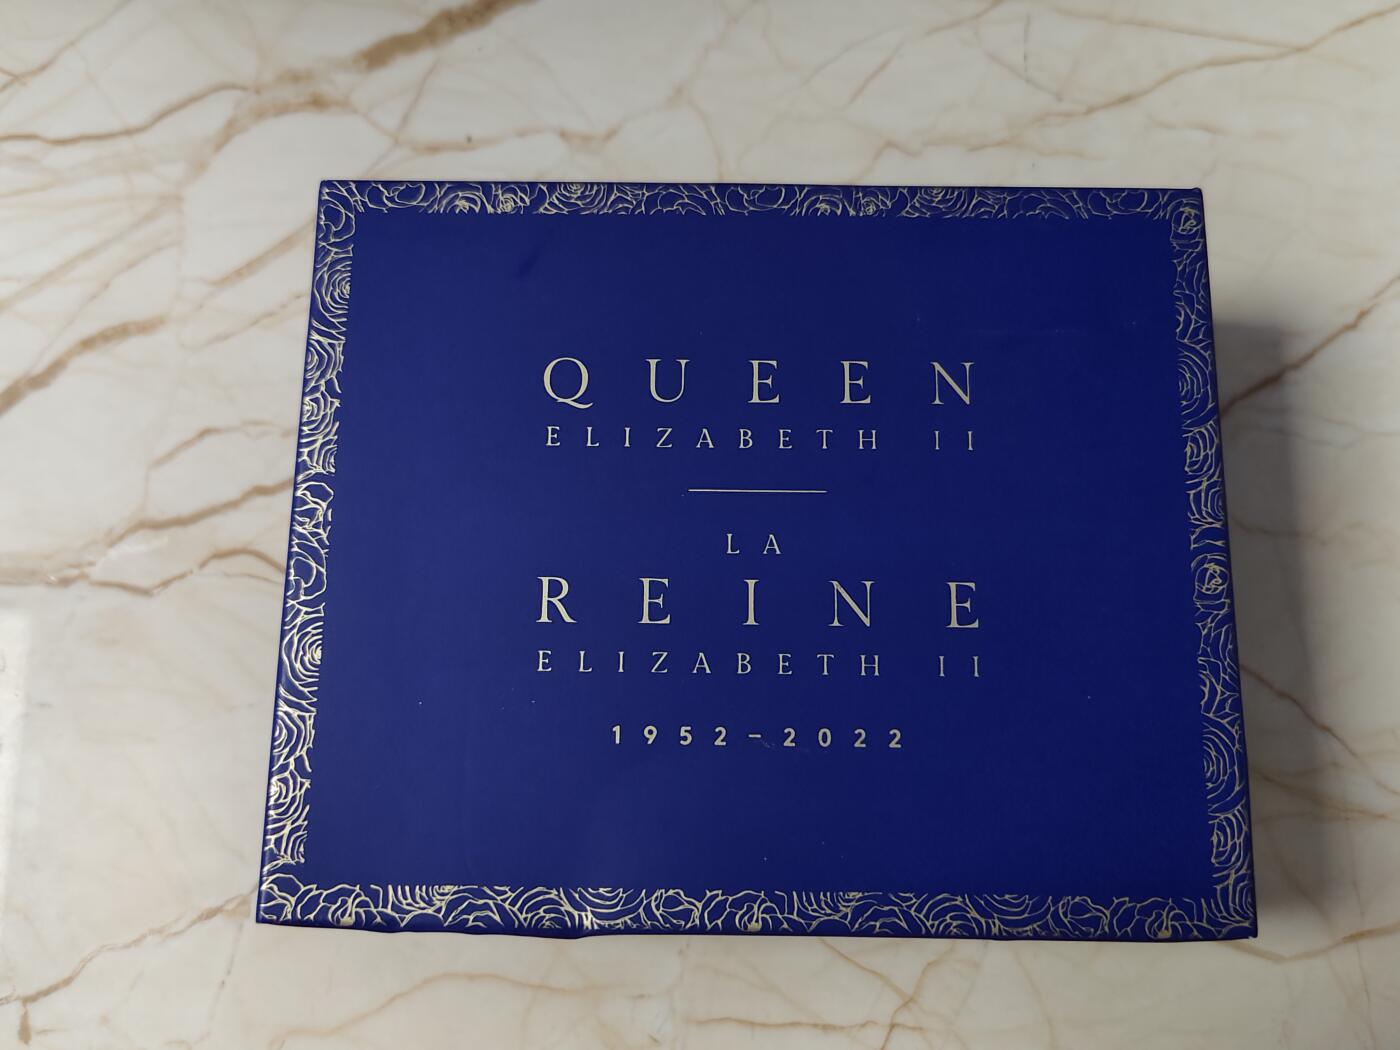 QUEEN
ELIZABETH II
LA
REINE
ELIZABETH II
1952-2022